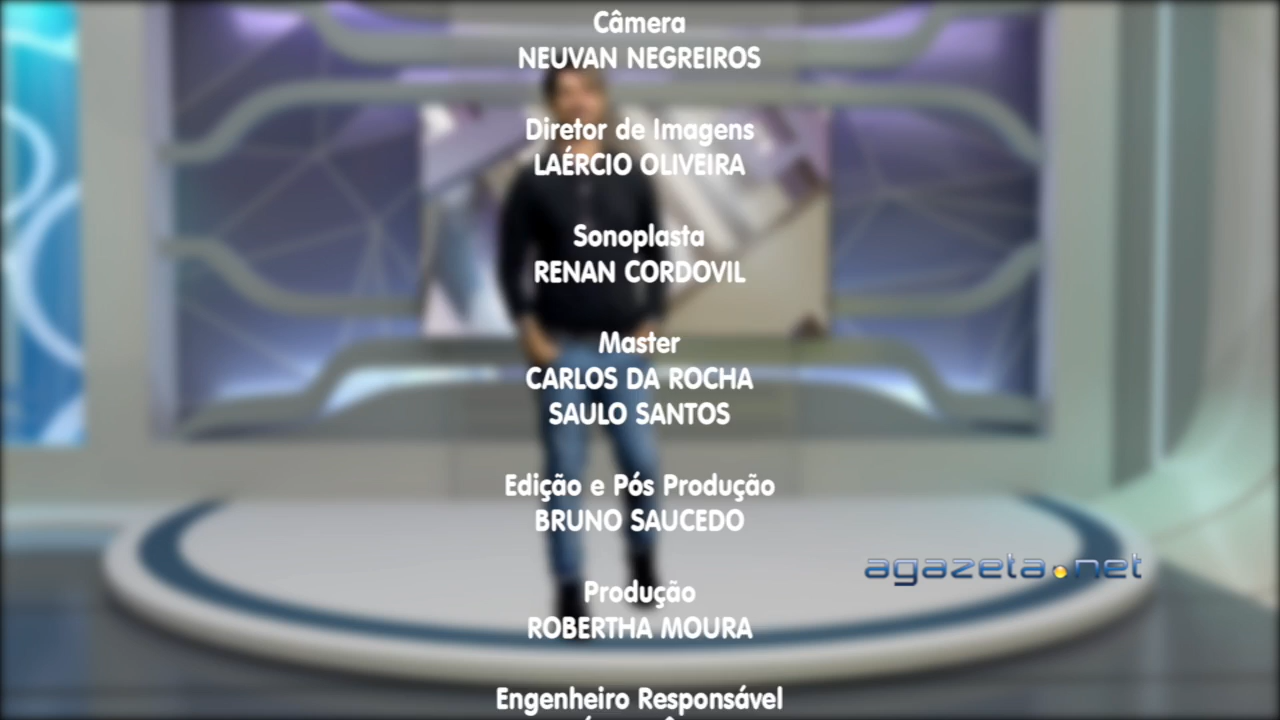 Câmera
NEUVAN NEGREIROS
Diretor de Imagens
LAÉRCIO OLIVEIRA
Sonoplasta
RENAN CORDOVIL
Master
CARLOS DA ROCHA
SAULO SANTOS
Edição e Pós Produção
BRUNO SAUCEDO
agazeta.net
Produção
ROBERTHA MOURA
Engenheiro Responsável